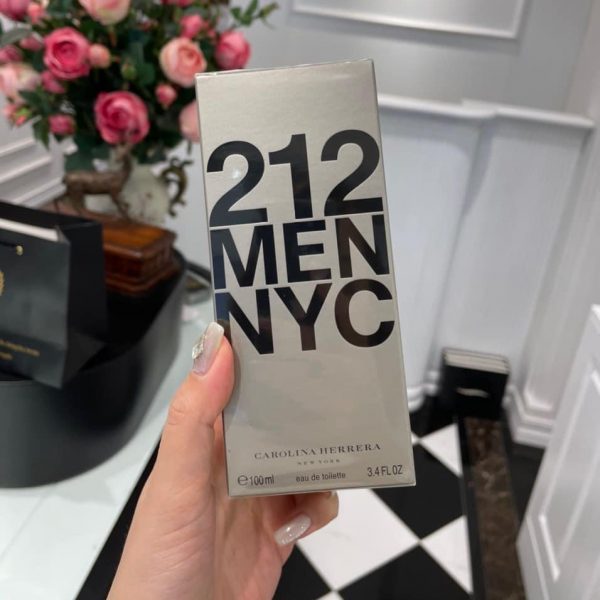 212
MEN
NYC
CAROLINA HERRERA
NEW YORK
℮100ml eau de toilette 3.4 FL OZ